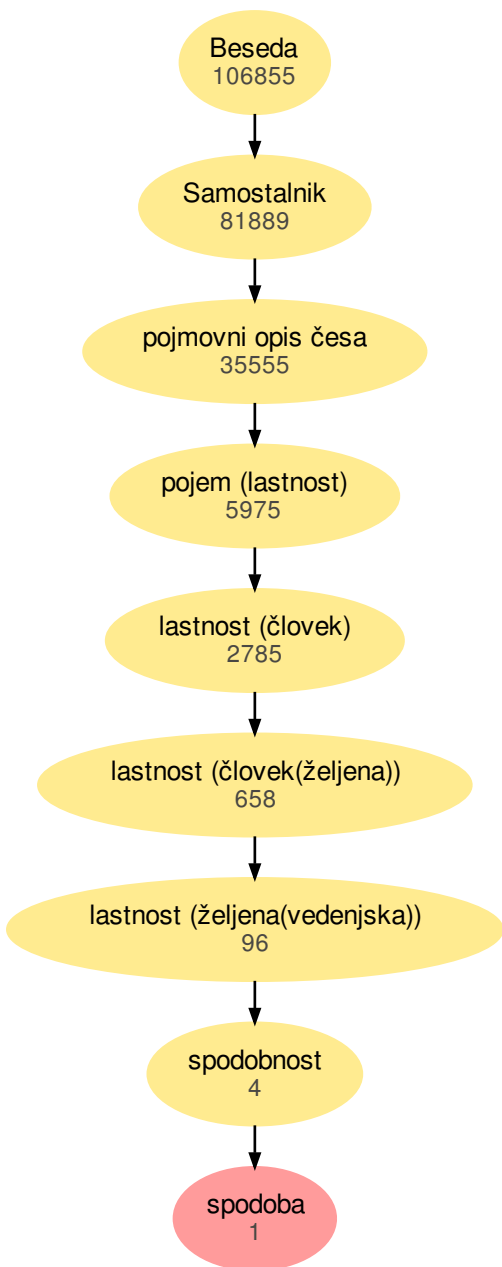 Beseda
106855
Samostalnik
81889
pojmovni opis česa
35555
pojem (lastnost)
5975
lastnost (človek)
2785
lastnost (človek(željena))
658
lastnost (željena(vedenjska))
96
spodobnost
4
spodoba
1